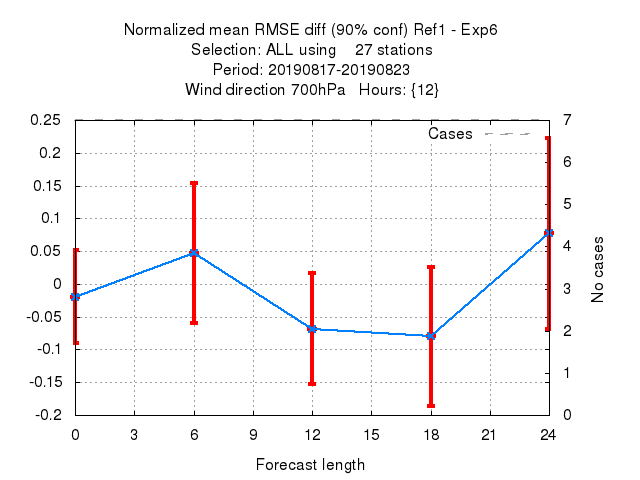 Normalized mean RMSE diff (90% conf) Ref1 - Exp6
Selection: ALL using    27 stations
Period: 20190817-20190823
Wind direction 700hPa   Hours: {12}
Cases
0.25
0.2
0.15
0.1
0.05
0
-0.05
-0.1
-0.15
-0.2
7
6
5
4
3
2
1
0
No cases
0 3 6 9 12 15 18 21 24
Forecast length